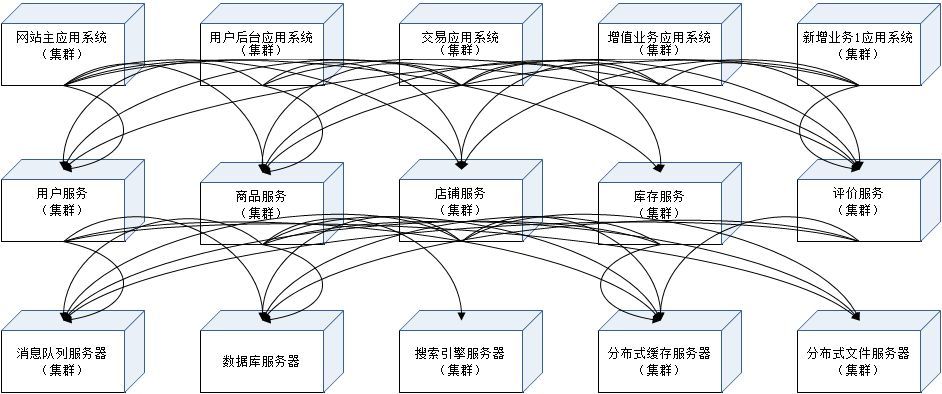 网站主应用系统
（集群）
用户后台应用系统
（集群）
交易应用系统
（集群）
增值业务应用系统
（集群）
新增业务1应用系统
（集群）
用户服务
（集群）
商品服务
（集群）
店铺服务
（集群）
库存服务
（集群）
评价服务
（集群）
消息队列服务器
（集群）
数据库服务器
搜索引擎服务器
（集群）
分布式缓存服务器
（集群）
分布式文件服务器
（集群）